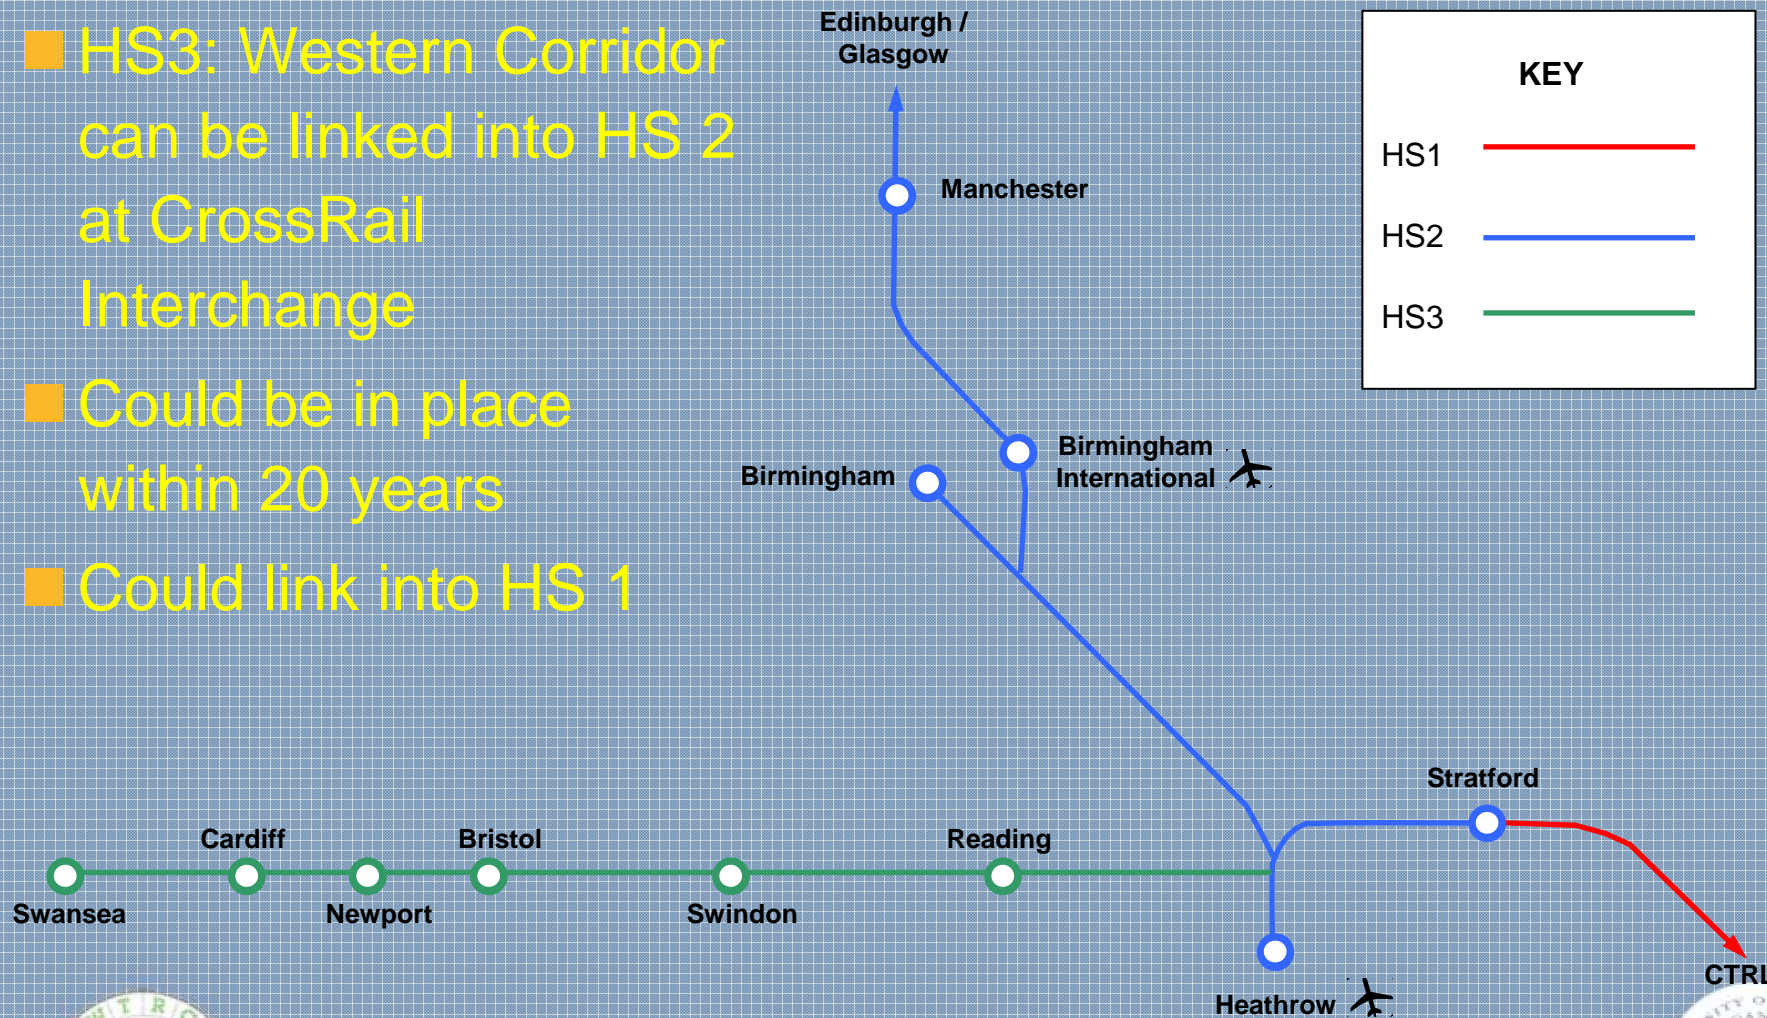 HS3: Western Corridor
can be linked into HS 2
at CrossRail
Interchange
Could be in place
within 20 years
Could link into HS 1
Edinburgh /
Glasgow
Manchester
Birmingham
International
Birmingham
Stratford
Cardiff
Bristol
Reading
Swansea
Newport
Swindon
Heathrow
CTRL
KEY
HS1
HS2
HS3